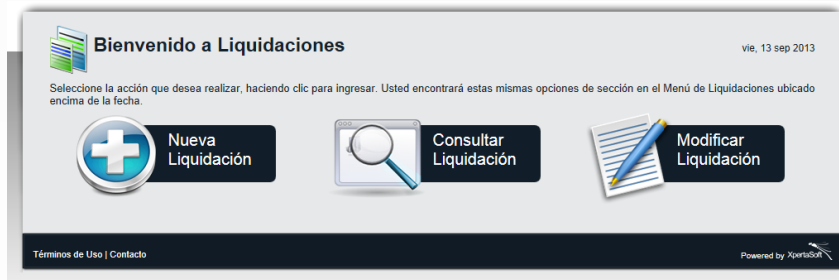 Bienvenido a Liquidaciones
vie, 13 sep 2013
Seleccione la acción que desea realizar, haciendo clic para ingresar. Usted encontrará estas mismas opciones de sección en el Menú de Liquidaciones ubicado
encima de la fecha.
Nueva
Liquidación
Consultar
Liquidación
Modificar
Liquidación
Términos de Uso | Contacto
Powered by XpertaSoft